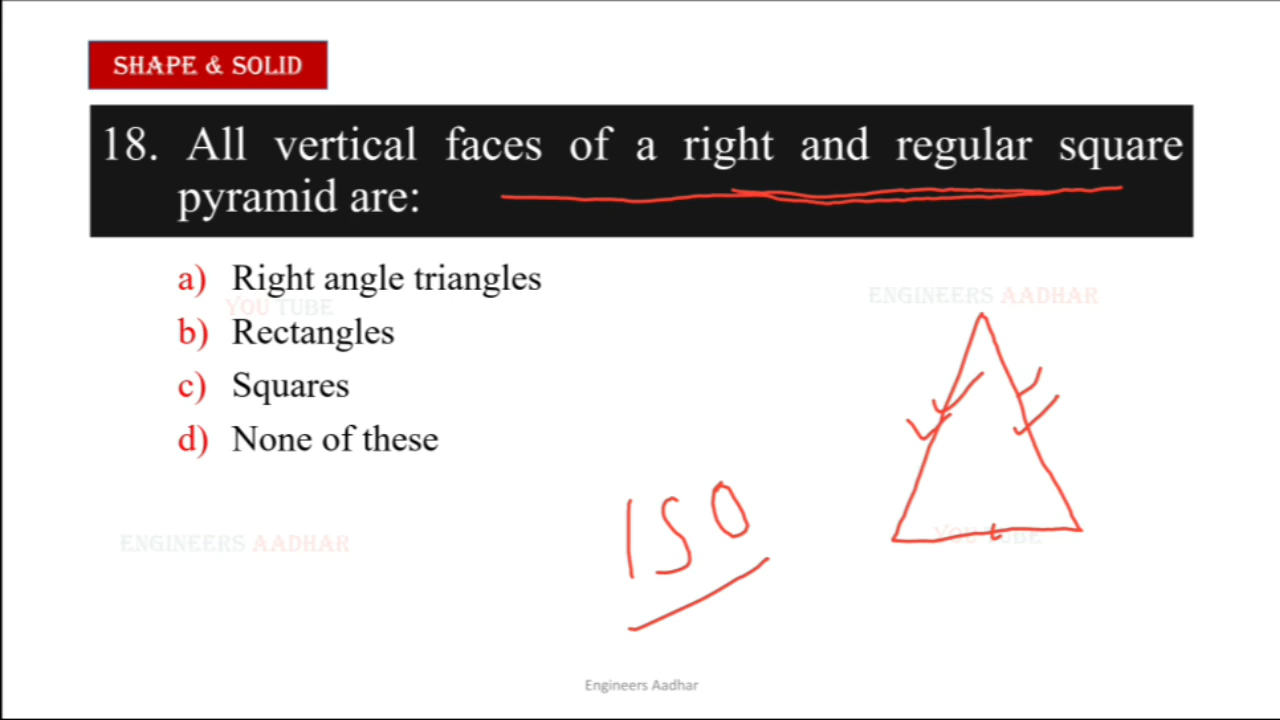 SHAPE & SOLID
18. All vertical faces of a right and regular square
pyramid are:
a) Right angle triangles
YOU TUBE
ENGINEERS AADHAR
b) Rectangles
c) Squares
d) None of these
ISO
ENGINEERS AADHAR
YOU TUBE
Engineers Aadhar